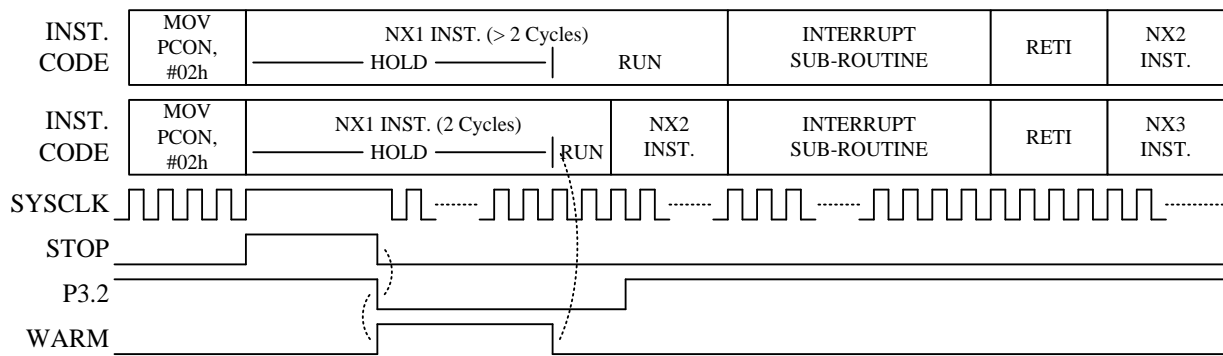 INST.
CODE
MOV
PCON,
#02h
NX1 INST. (> 2 Cycles)
HOLD
RUN
INTERRUPT
SUB-ROUTINE
RETI
NX2
INST.
INST.
CODE
MOV
PCON,
#02h
NX1 INST. (2 Cycles)
HOLD
RUN
NX2
INST.
INTERRUPT
SUB-ROUTINE
RETI
NX3
INST.
SYSCLK
STOP
P3.2
WARM